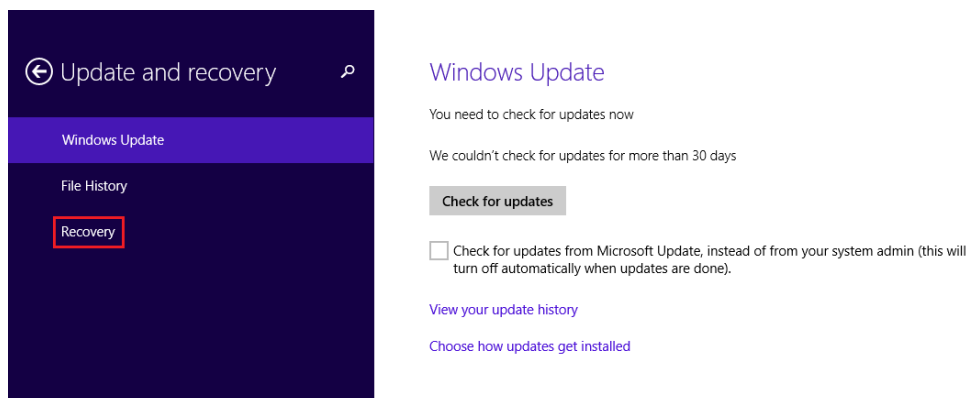 Update and recovery
Windows Update
File History
Recovery
Windows Update
You need to check for updates now
We couldn't check for updates for more than 30 days
Check for updates
Check for updates from Microsoft Update, instead of from your system admin (this will
turn off automatically when updates are done).
View your update history
Choose how updates get installed